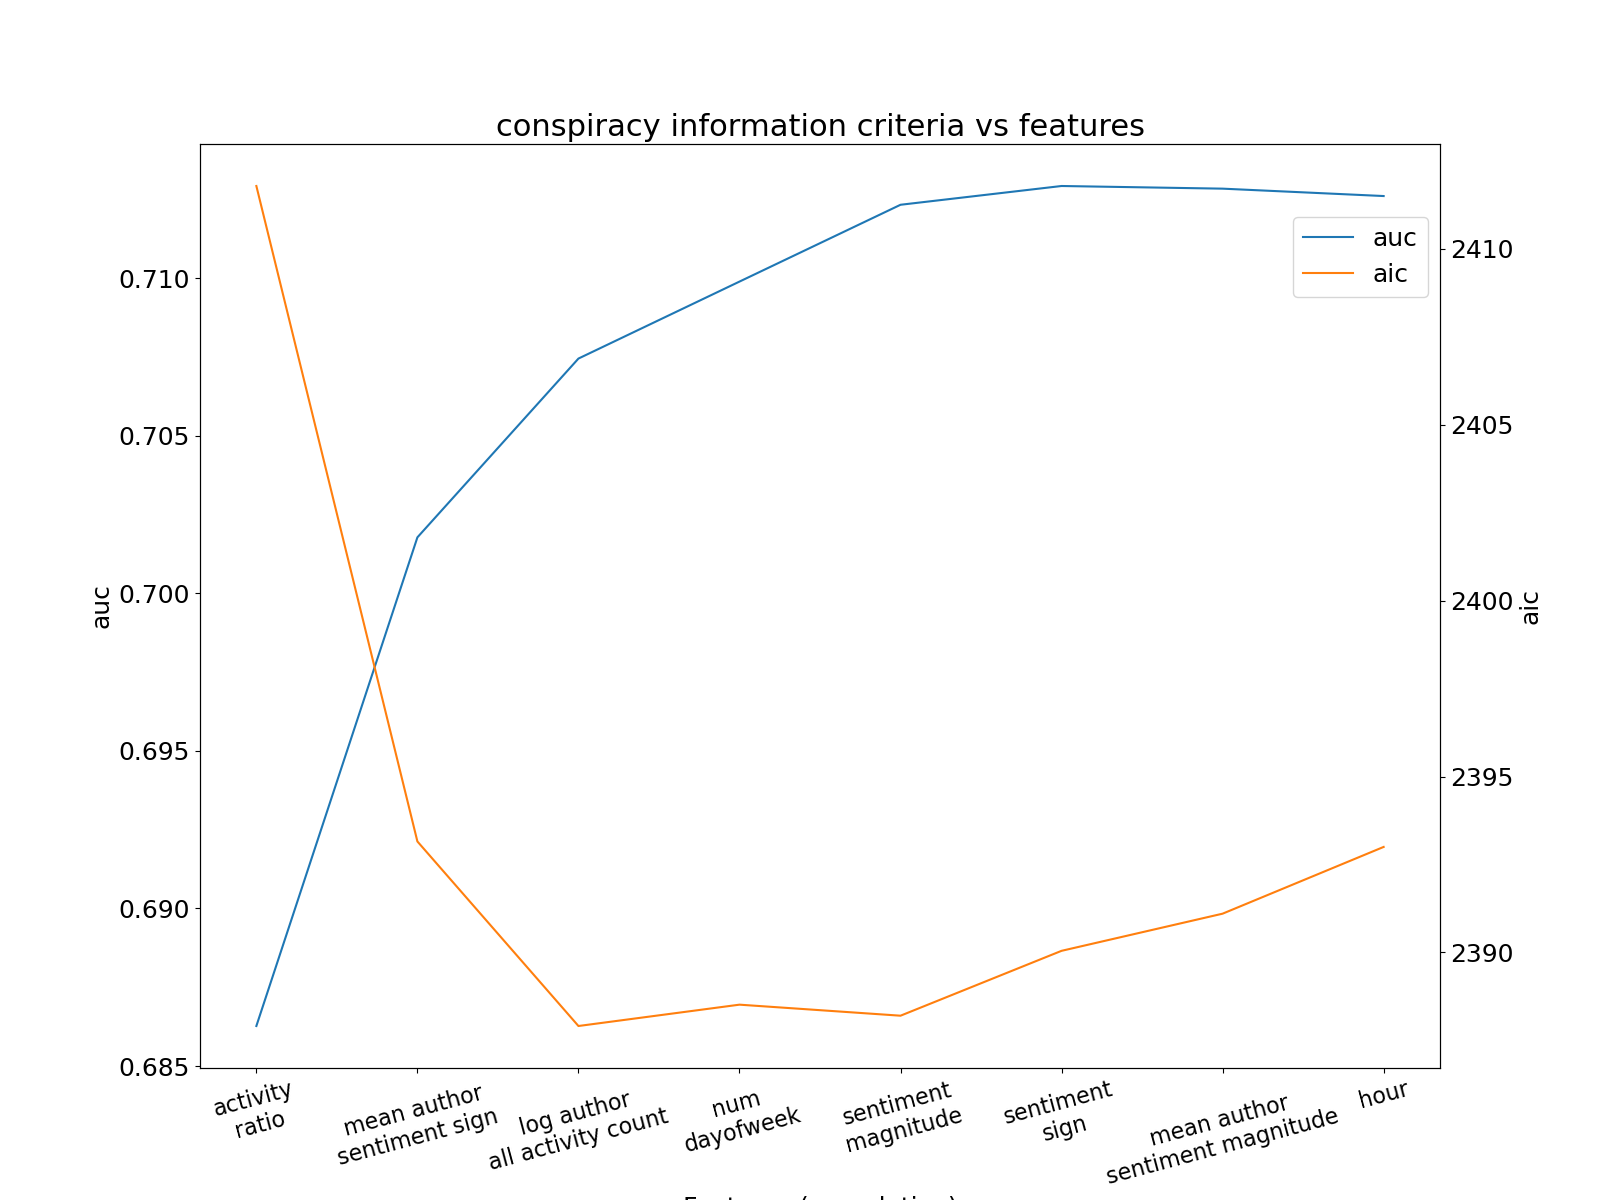 conspiracy information criteria vs features
auc
aic
0.710
0.705
0.700
0.695
0.690
0.685
auc
2410
2405
2400
2395
2390
aic
activity
ratio
mean author
sentiment sign
log author
all activity count
num
dayofweek
sentiment
magnitude
sentiment
sign
mean author
sentiment magnitude
hour